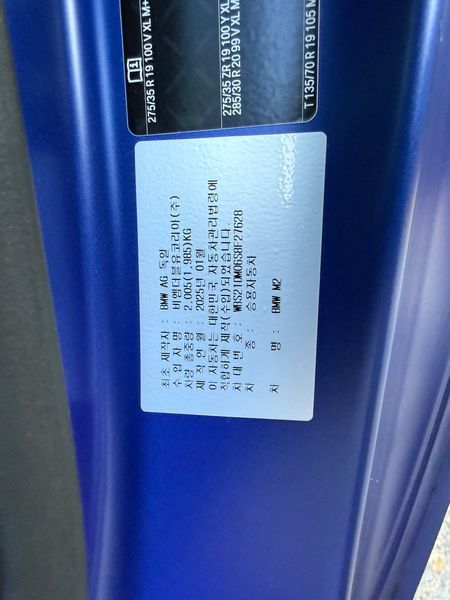 275/35 R 19 100 V XL M+
275/35 ZR 19 100 Y XL
285/30 R 20 99 V XL M
T 135/70 R 19 105 M
최초 제작자 : BMW AG 독일
수 입 자 명 : 비엠더블유코리아(주)
차량 총중량 : 2,005(1,985)KG
제 작 연 월 : 2025년 01월
이 자동차는 대한민국 자동차관리법령에
적합하게 제작(수입)되었습니다.
차 대 번 호 : WBS21DM06S8F27628
차 종 : 승용자동차
차 명 : BMW M2